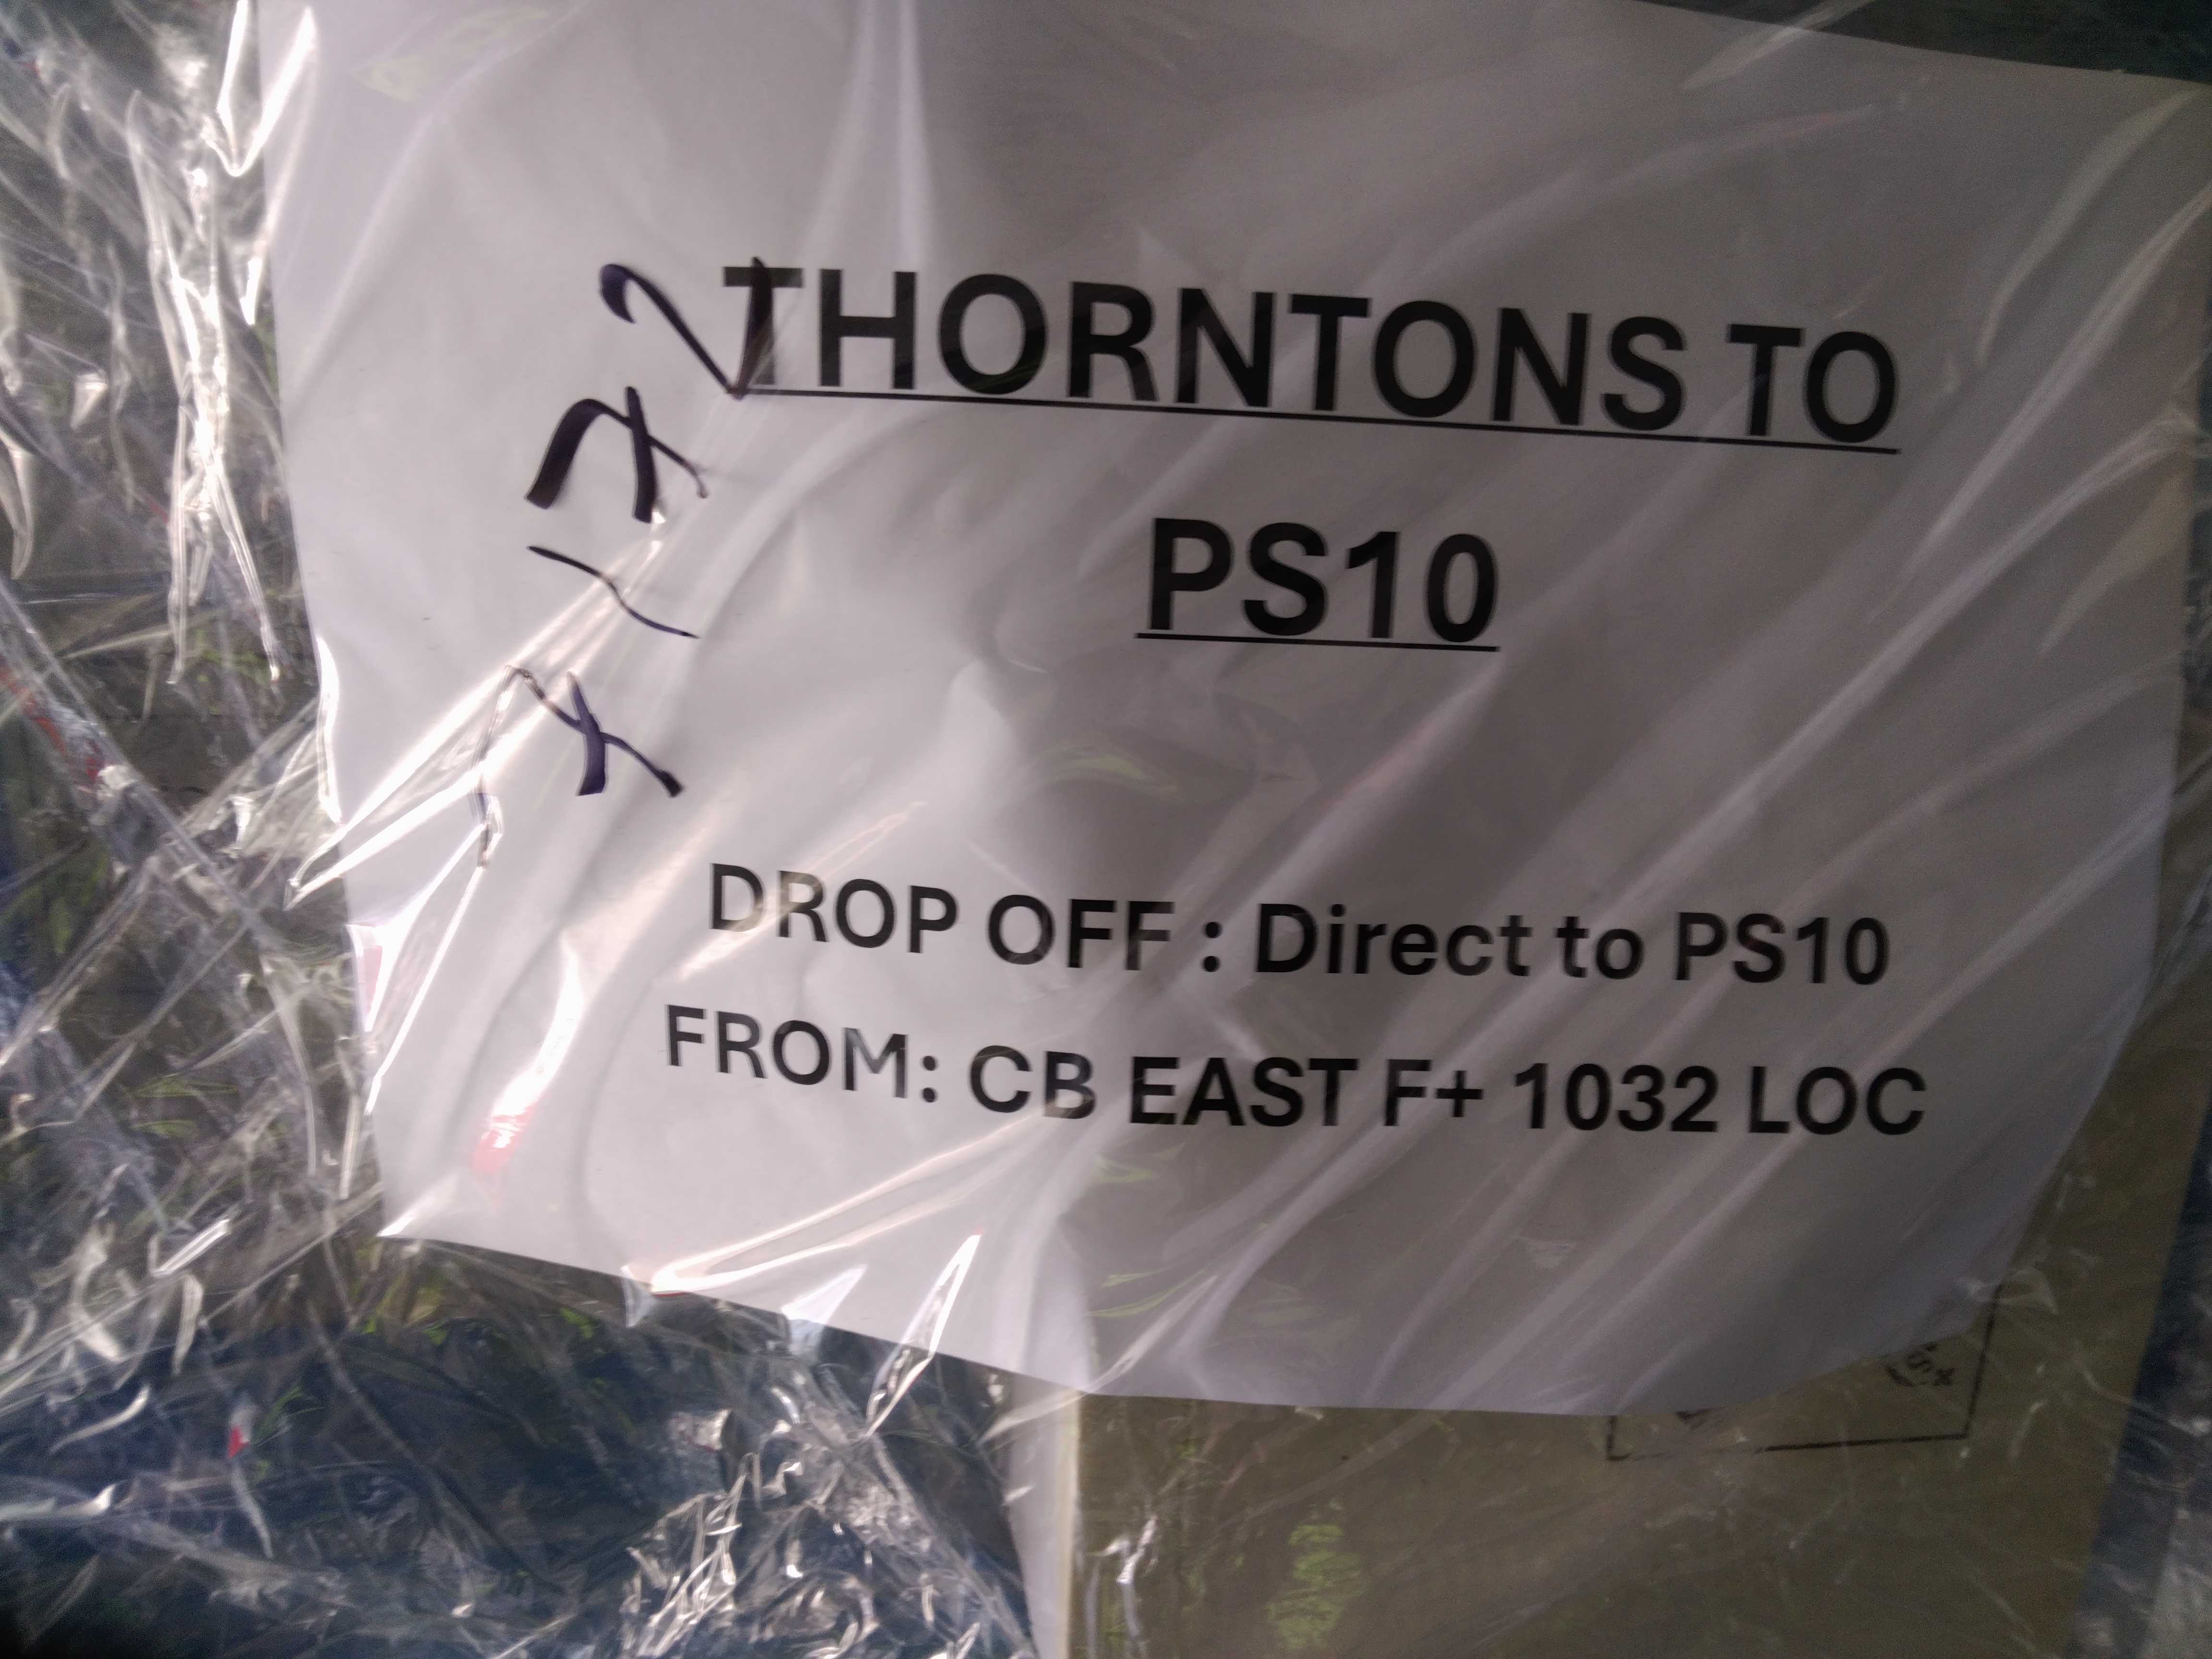 THORNTONS TO
PS10
DROP OFF : Direct to PS10
FROM: CB EAST F+ 1032 LOC